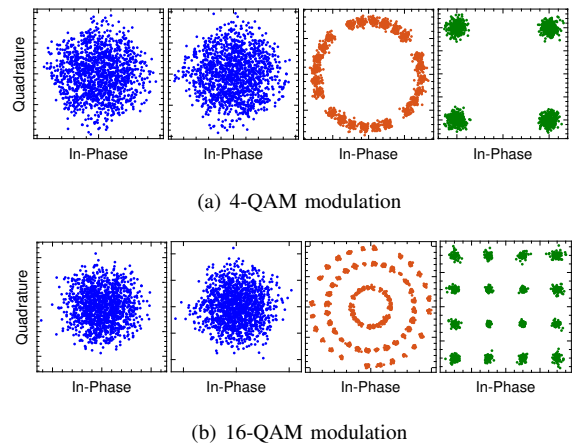 Quadrature
In-Phase In-Phase In-Phase In-Phase
(a) 4-QAM modulation
Quadrature
In-Phase In-Phase In-Phase In-Phase
(b) 16-QAM modulation